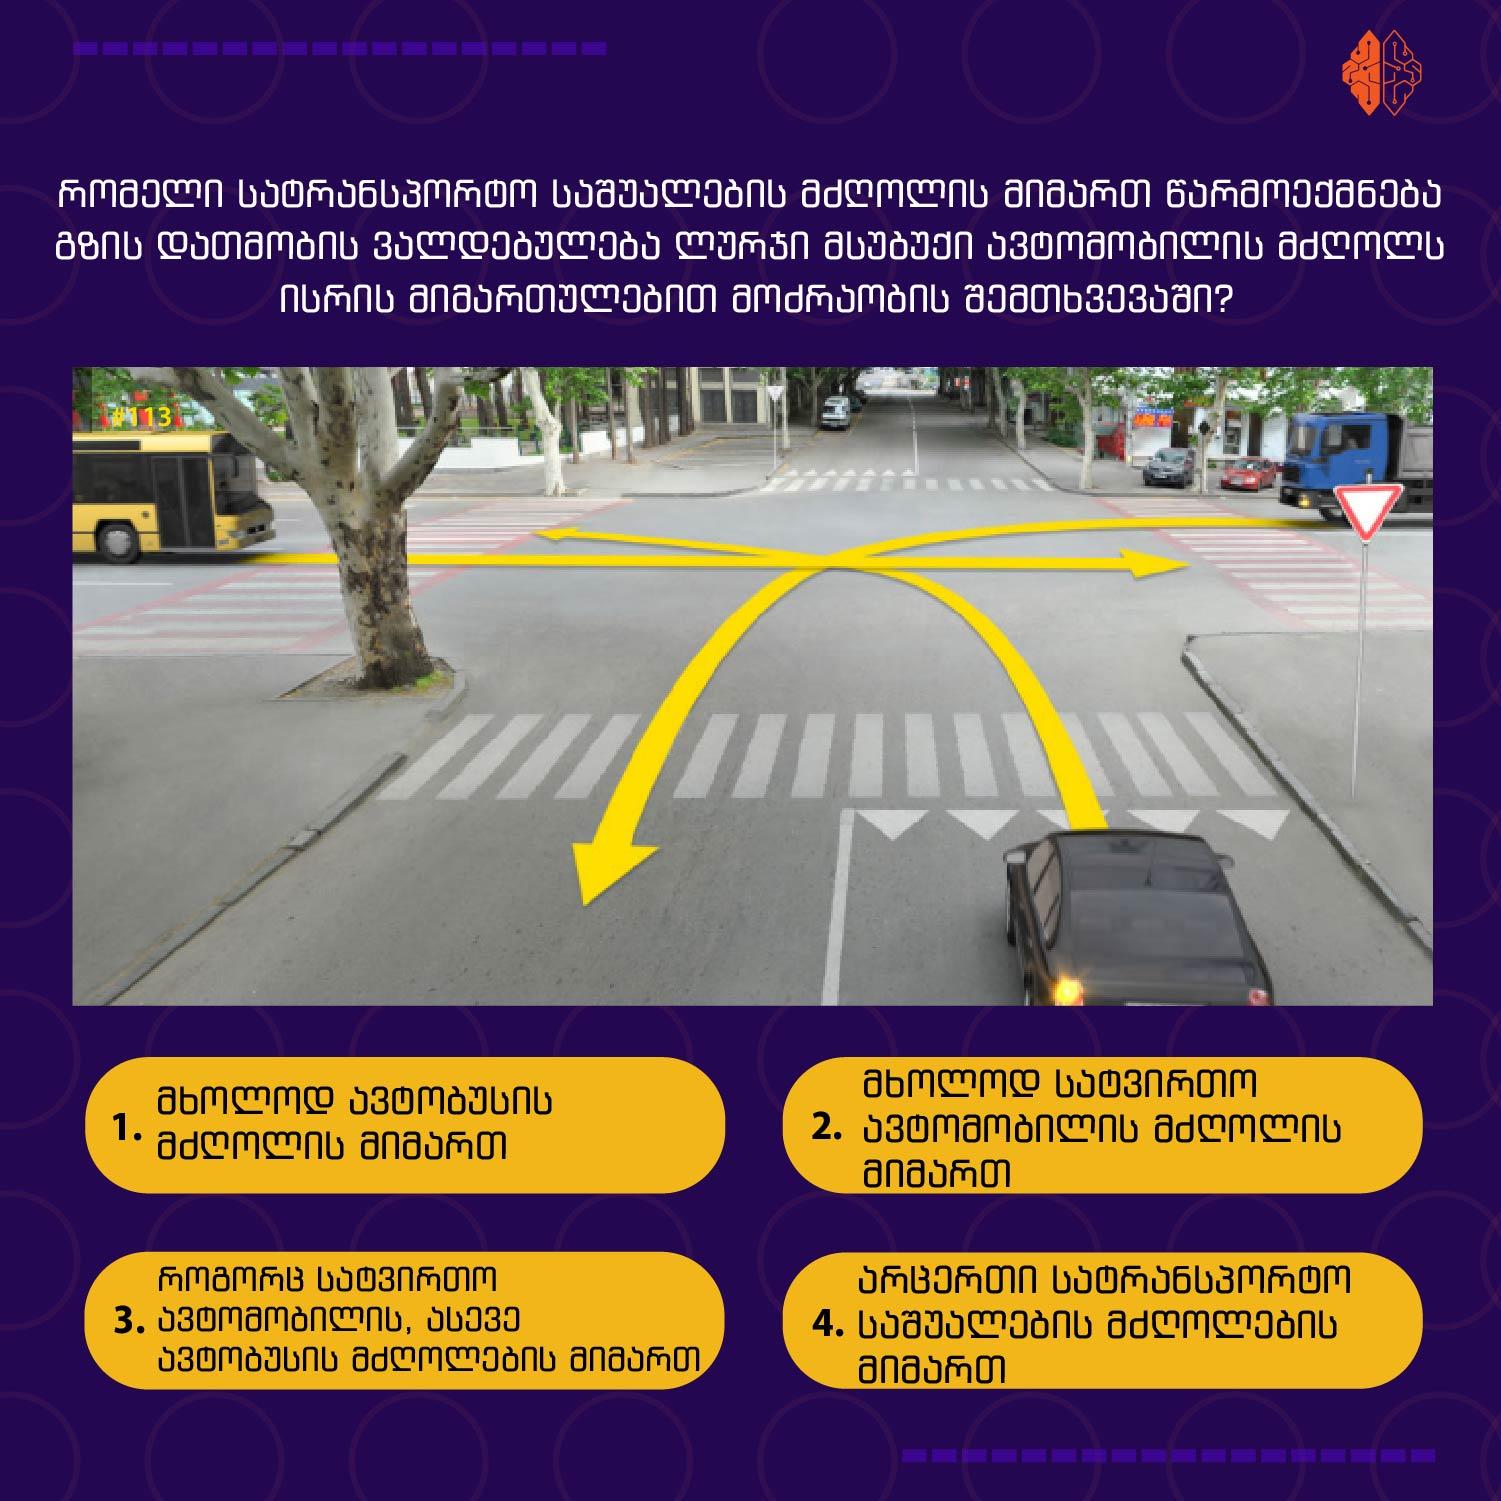 რომელი სატრანსპორტო საშუალების მძღოლის მიმართ წარმოექმნება
გზის დათმობის ვალდებულება ლურჯი მსუბუქი ავტომობილის მძღოლს
ისრის მიმართულებით მოძრაობის შემთხვევაში?
#113
1. მხოლოდ ავტობუსის
მძღოლის მიმართ
2. მხოლოდ სატვირთო
ავტომობილის მძღოლის
მიმართ
3. როგორც სატვირთო
ავტომობილის, ასევე
ავტობუსის მძღოლების მიმართ
4. არცერთი სატრანსპორტო
საშუალების მძღოლების
მიმართ